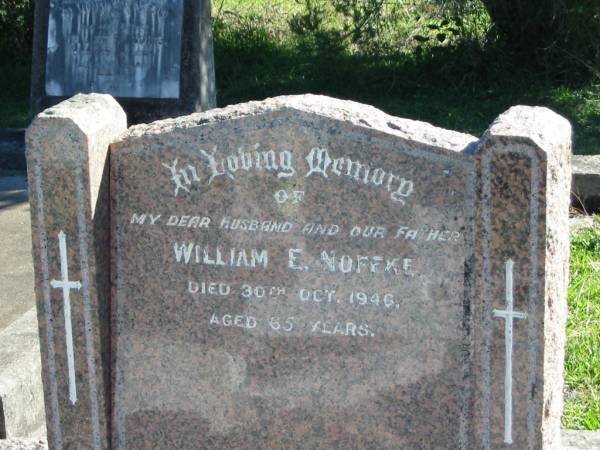 In Loving Memory
OF
MY DEAR HUSBAND AND OUR FATHER
WILLIAM E. NOFFKE,
DIED 30TH OCT. 1946,
AGED 65 YEARS.